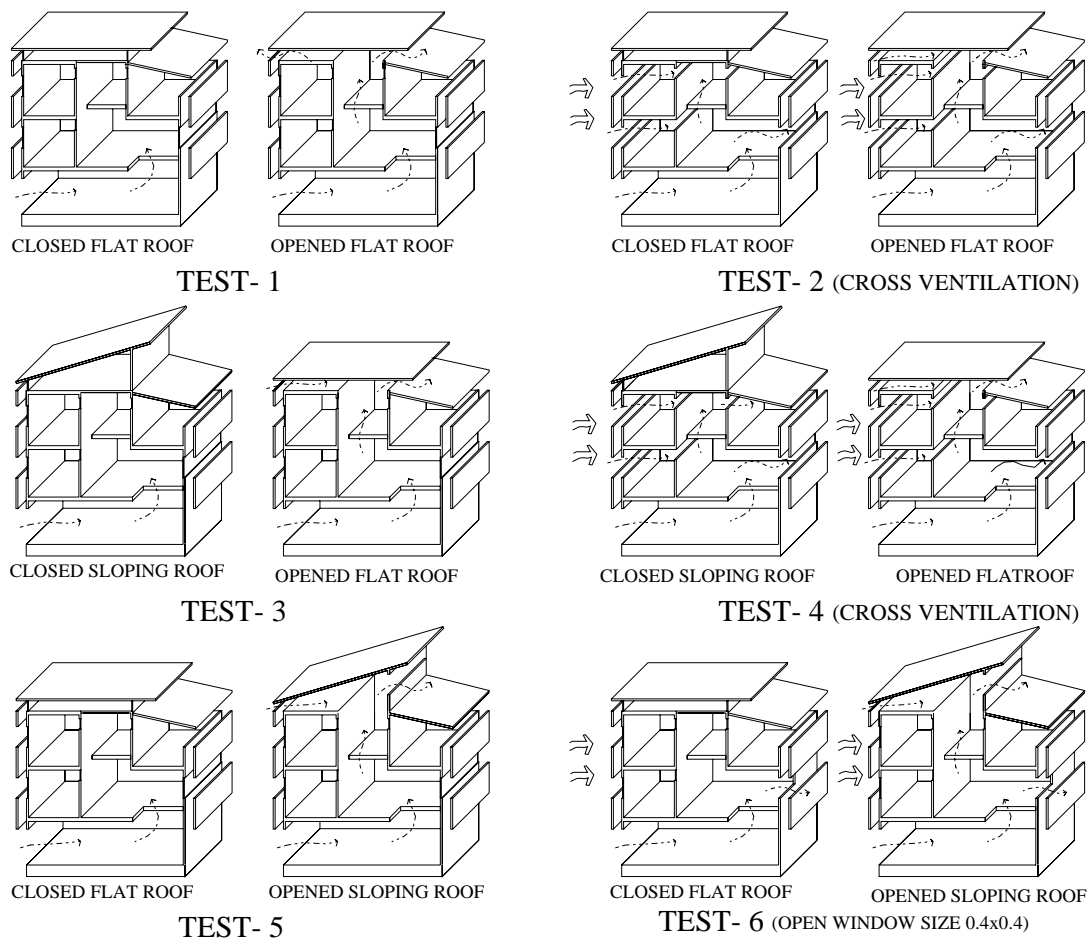 CLOSED FLAT ROOF
OPENED FLAT ROOF
TEST- 1
CLOSED FLAT ROOF
OPENED FLAT ROOF
TEST- 2 (CROSS VENTILATION)
CLOSED SLOPING ROOF
OPENED FLAT ROOF
TEST- 3
CLOSED SLOPING ROOF
OPENED FLATROOF
TEST- 4 (CROSS VENTILATION)
CLOSED FLAT ROOF
OPENED SLOPING ROOF
TEST- 5
CLOSED FLAT ROOF
OPENED SLOPING ROOF
TEST- 6 (OPEN WINDOW SIZE 0.4x0.4)